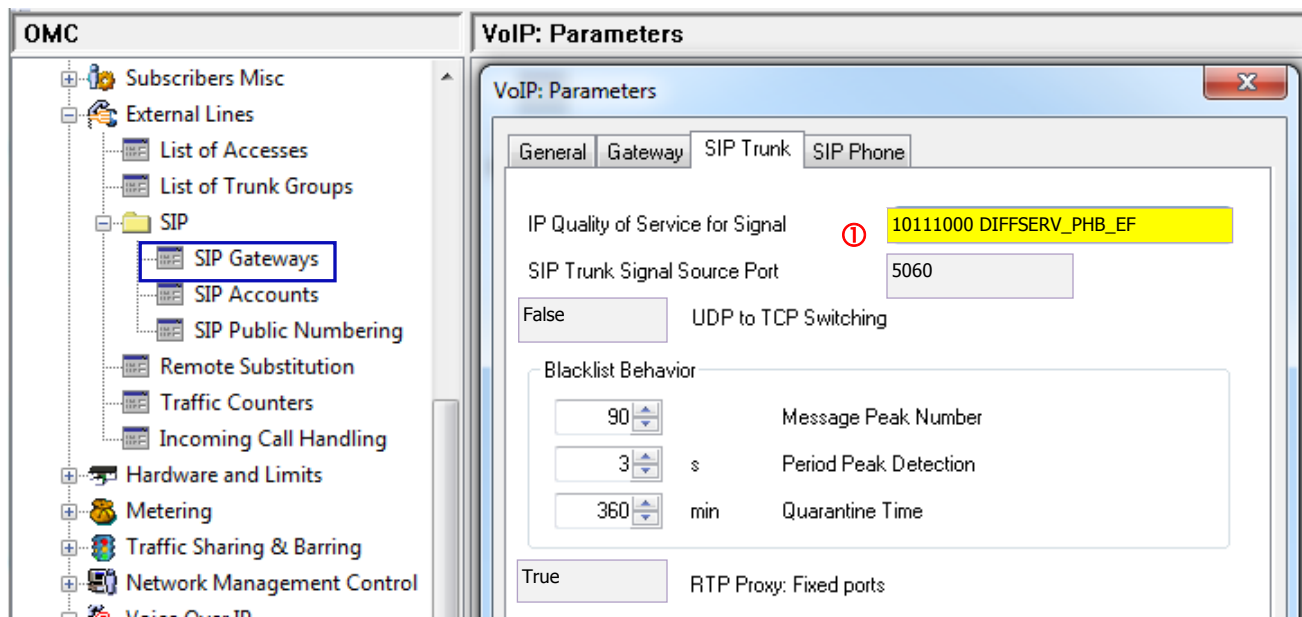 OMC
Subscribers Misc
External Lines
List of Accesses
List of Trunk Groups
SIP
SIP Gateways
SIP Accounts
SIP Public Numbering
Remote Substitution
Traffic Counters
Incoming Call Handling
Hardware and Limits
Metering
Traffic Sharing & Barring
Network Management Control
Voice Over IP
VoIP: Parameters
VoIP: Parameters
General Gateway SIP Trunk SIP Phone
IP Quality of Service for Signal ① 10111000 DIFFSERV_PHB_EF
SIP Trunk Signal Source Port 5060
False UDP to TCP Switching
Blacklist Behavior
90 Message Peak Number
3 s Period Peak Detection
360 min Quarantine Time
True RTP Proxy: Fixed ports